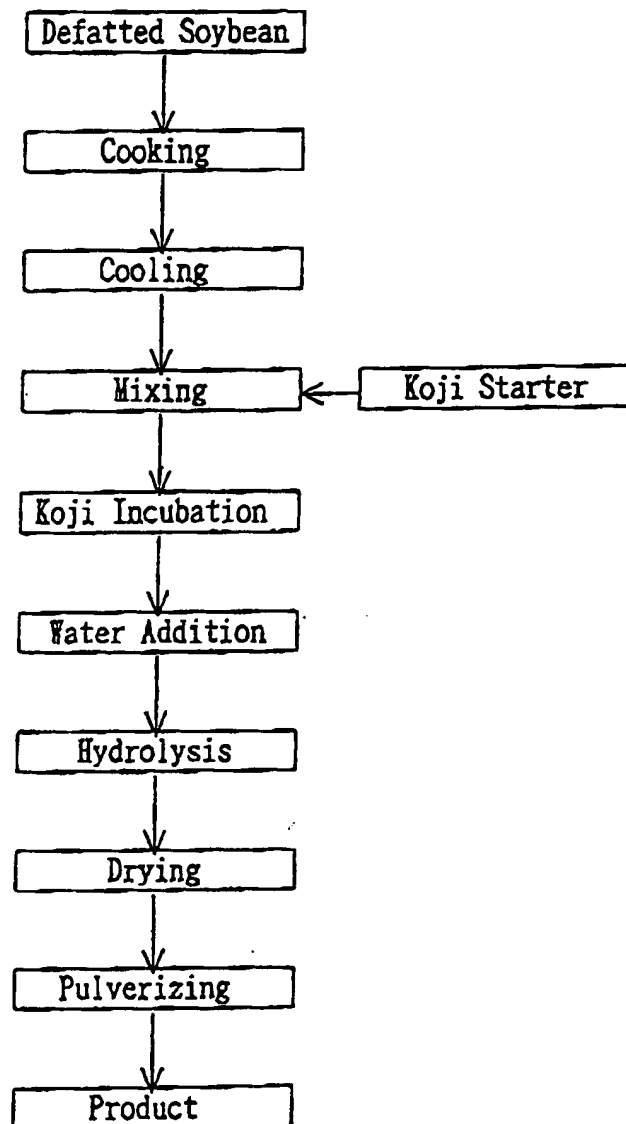 Defatted Soybean
Cooking
Cooling
Mixing
Koji Starter
Koji Incubation
Water Addition
Hydrolysis
Drying
Pulverizing
Product